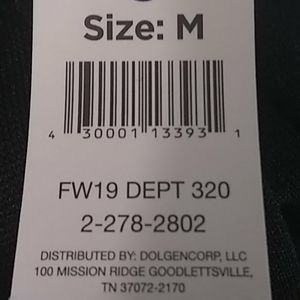 Size: M
4 30001 13393 1
FW19 DEPT 320
2-278-2802
DISTRIBUTED BY: DOLGENCORP, LLC
100 MISSION RIDGE GOODLETTSVILLE,
TN 37072-2170